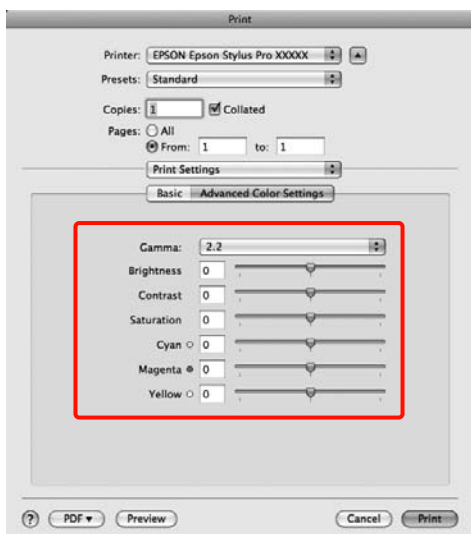 Print
Printer: EPSON Epson Stylus Pro XXXXX
Presets: Standard
Copies: 1 Collated
Pages: All
From: 1 to: 1
Print Settings
Basic Advanced Color Settings
Gamma: 2.2
Brightness 0
Contrast 0
Saturation 0
Cyan 0
Magenta 0
Yellow 0
? PDF Preview Cancel Print